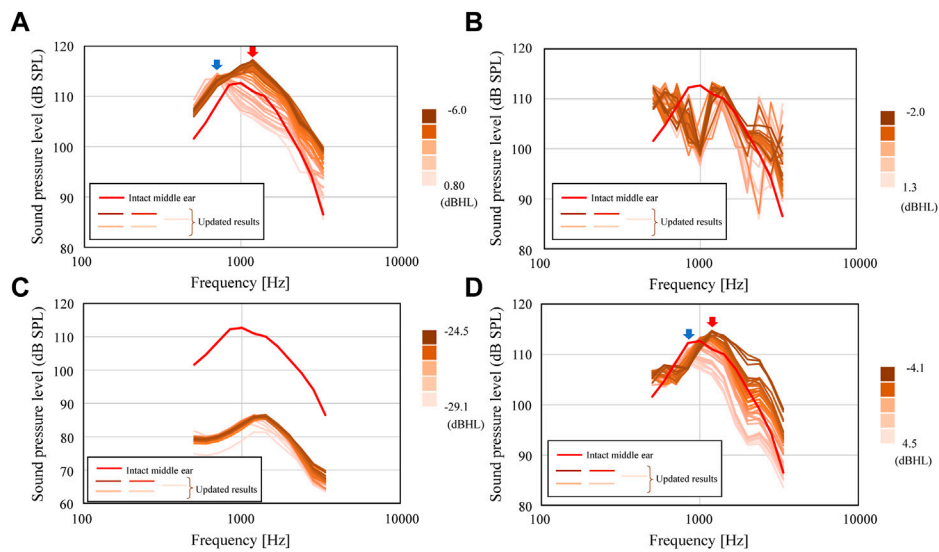 A
Sound pressure level (dB SPL)
120
110
100
90
80
100
1000
10000
Frequency [Hz]
Intact middle ear
Updated results
-6.0
0.80
(dBHL)
B
Sound pressure level (dB SPL)
120
110
100
90
80
100
1000
10000
Frequency [Hz]
Intact middle ear
Updated results
-2.0
1.3
(dBHL)
C
Sound pressure level (dB SPL)
120
110
100
90
80
70
60
100
1000
10000
Frequency [Hz]
Intact middle ear
Updated results
-24.5
-29.1
(dBHL)
D
Sound pressure level (dB SPL)
120
110
100
90
80
100
1000
10000
Frequency [Hz]
Intact middle ear
Updated results
-4.1
4.5
(dBHL)